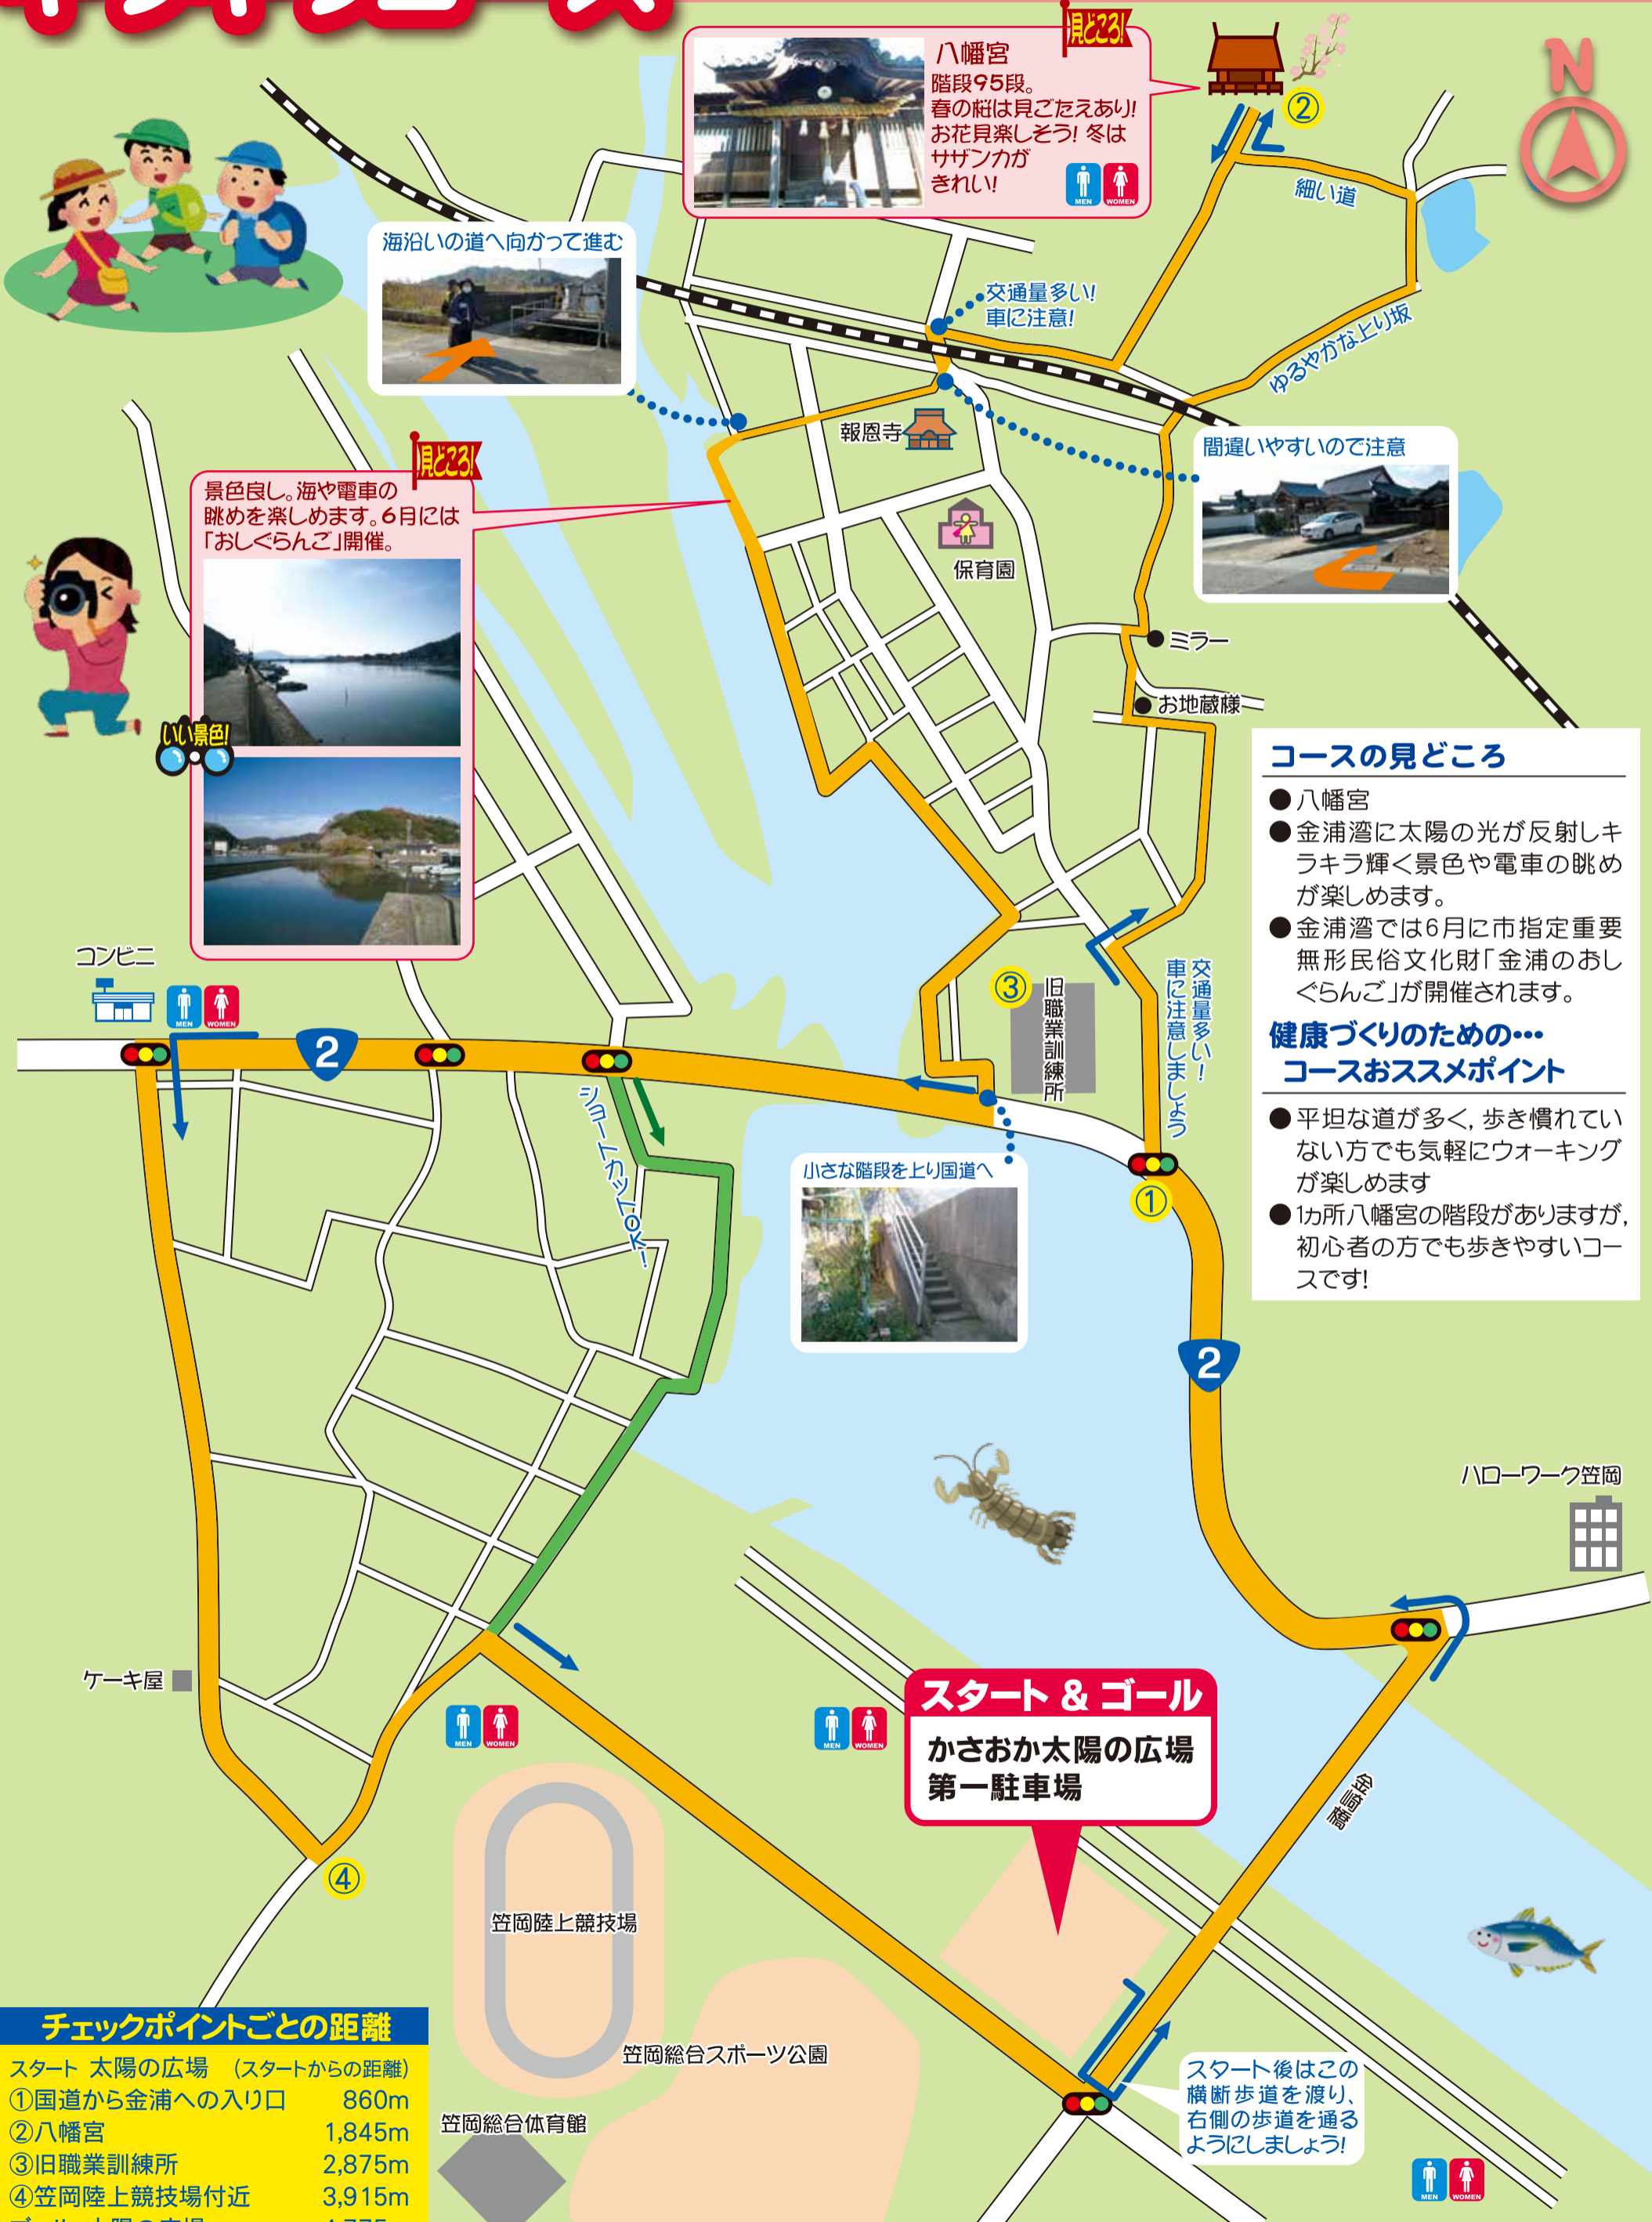 見どころ!
八幡宮
階段95段。
春の桜は見ごたえあり!
お花見楽しそう! 冬は
サザンカが
きれい!
MEN
WOMEN
N
②
細い道
ゆるやかな上り坂
海沿いの道へ向かって進む
交通量多い!
車に注意!
報恩寺
間違いやすいので注意
見どころ!
景色良し。海や電車の
眺めを楽しめます。6月には
「おしぐらんご」開催。
いい景色!
保育園
ミラー
お地蔵様
コースの見どころ
● 八幡宮
● 金浦湾に太陽の光が反射しキ
ラキラ輝く景色や電車の眺め
が楽しめます。
● 金浦湾では6月に市指定重要
無形民俗文化財「金浦のおし
ぐらんご」が開催されます。
健康づくりのための…
コースおススメポイント
● 平坦な道が多く, 歩き慣れてい
ない方でも気軽にウォーキング
が楽しめます
● 1ヵ所八幡宮の階段がありますが,
初心者の方でも歩きやすいコー
スです!
コンビニ
MEN
WOMEN
2
③
旧職業訓練所
交通量多い!
車に注意しましょう
ショートカットOK!
小さな階段を上り国道へ
①
2
ハローワーク笠岡
ケーキ屋
MEN
WOMEN
MEN
WOMEN
スタート & ゴール
かさおか太陽の広場
第一駐車場
金崎橋
④
笠岡陸上競技場
笠岡総合スポーツ公園
笠岡総合体育館
スタート後はこの
横断歩道を渡り、
右側の歩道を通る
ようにしましょう!
MEN
WOMEN
チェックポイントごとの距離
スタート 太陽の広場 (スタートからの距離)
①国道から金浦への入り口 860m
②八幡宮 1,845m
③旧職業訓練所 2,875m
④笠岡陸上競技場付近 3,915m